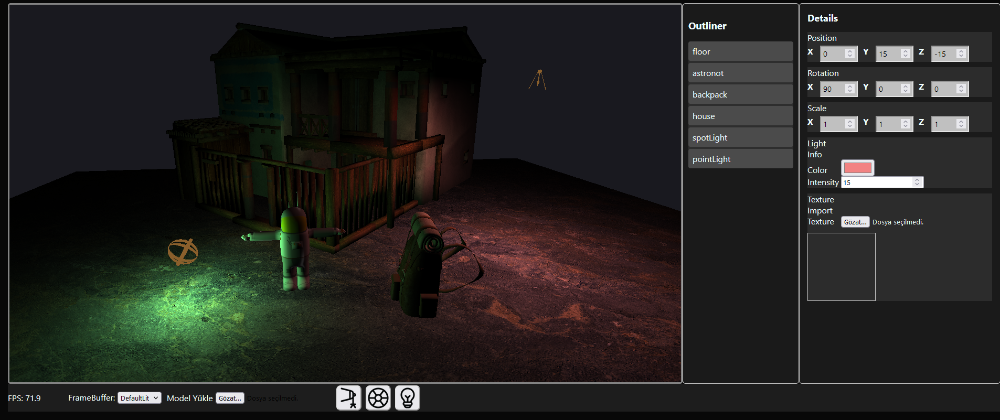 Outliner
floor
astronot
backpack
house
spotLight
pointLight
Details
Position
X 0 Y 15 Z -15
Rotation
X 90 Y 0 Z 0
Scale
X 1 Y 1 Z 1
Light
Info
Color
Intensity 15
Texture
Import
Texture Gözat... Dosya seçilmedi.
FPS: 71.9 FrameBuffer: DefaultLit Model Yükle Gözat... Dosya seçilmedi.